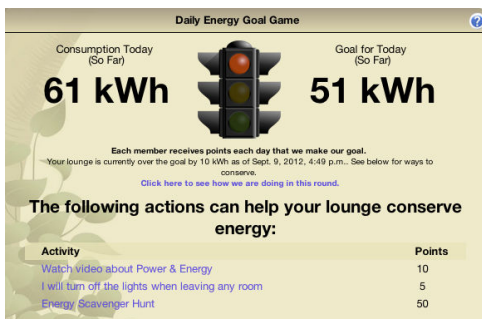 Daily Energy Goal Game
?
Consumption Today
(So Far)
61 kWh
Goal for Today
(So Far)
51 kWh
Each member receives points each day that we make our goal.
Your lounge is currently over the goal by 10 kWh as of Sept. 9, 2012, 4:49 p.m.. See below for ways to
conserve.
Click here to see how we are doing in this round.
The following actions can help your lounge conserve
energy:
Activity Points
Watch video about Power & Energy 10
I will turn off the lights when leaving any room 5
Energy Scavenger Hunt 50